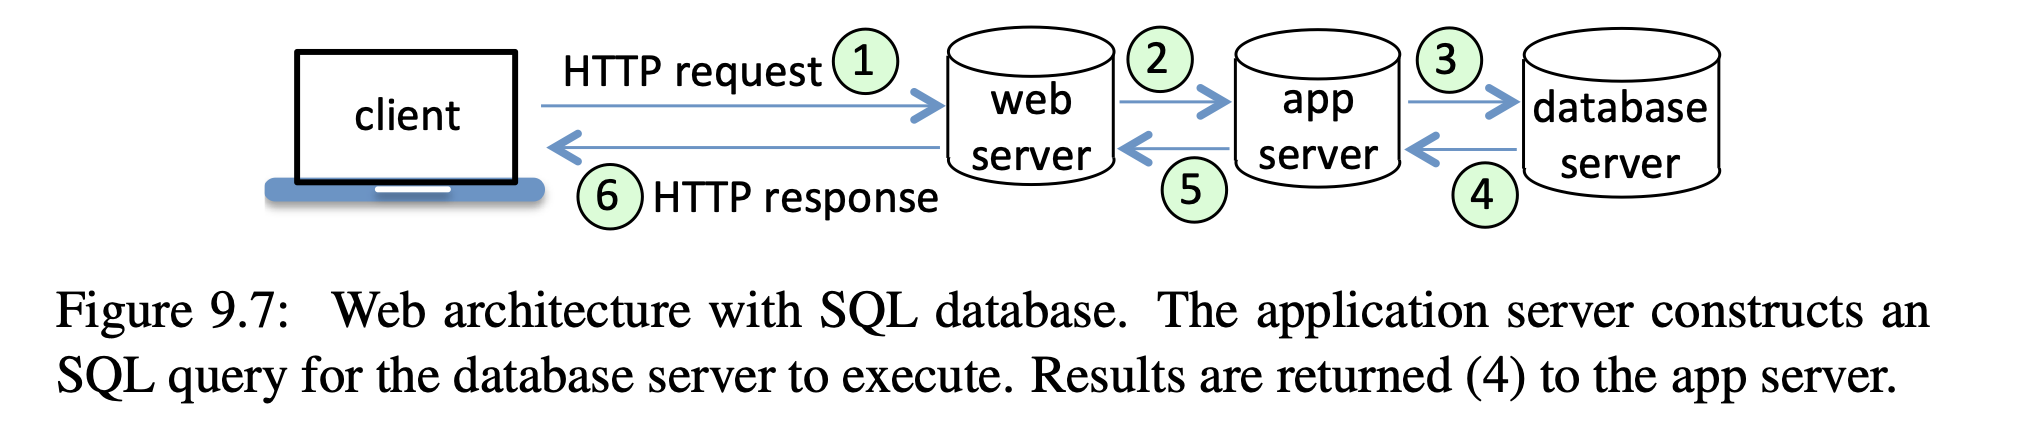 client
HTTP request
1
2
3
web
server
app
server
database
server
6
HTTP response
5
4
Figure 9.7: Web architecture with SQL database. The application server constructs an
SQL query for the database server to execute. Results are returned (4) to the app server.